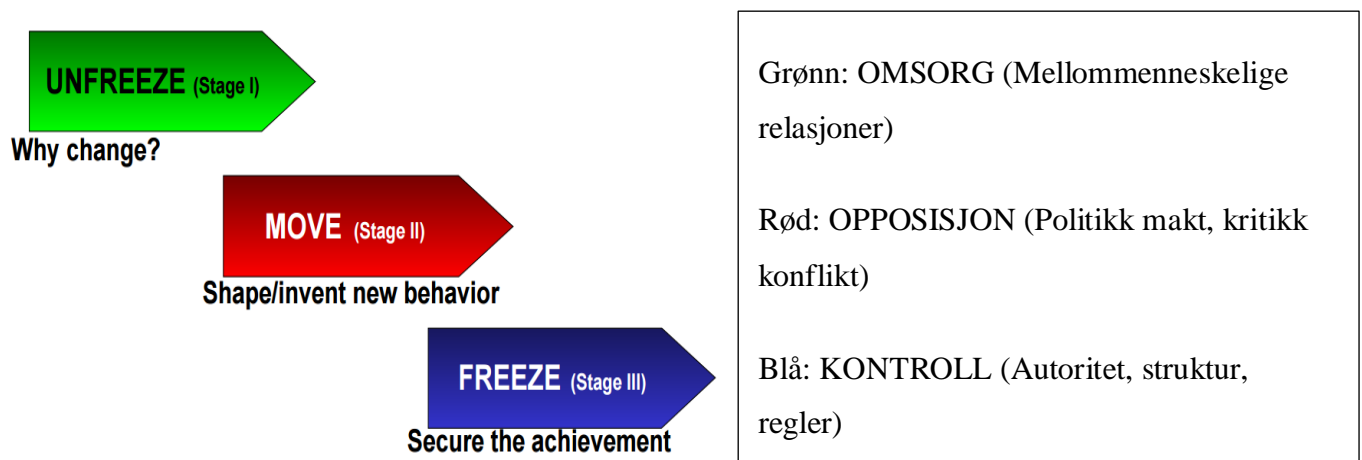 UNFREEZE (Stage I)
Why change?
MOVE (Stage II)
Shape/invent new behavior
FREEZE (Stage III)
Secure the achievement
Grønn: OMSORG (Mellommenneskelige
relasjoner)
Rød: OPPOSISJON (Politikk makt, kritikk
konflikt)
Blå: KONTROLL (Autoritet, struktur,
regler)